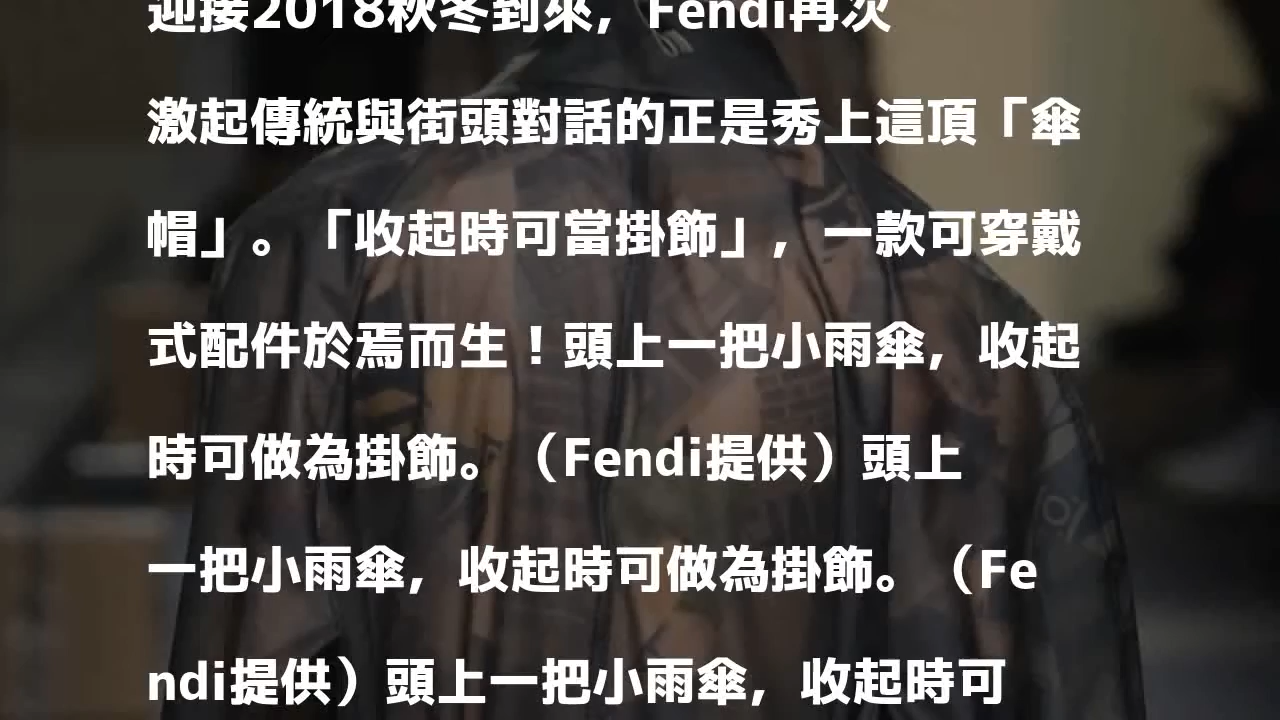 迎接2018秋冬到來，Fendi再次
激起傳統與街頭對話的正是秀上這頂「傘
帽」。「收起時可當掛飾」，一款可穿戴
式配件於焉而生！頭上一把小雨傘，收起
時可做為掛飾。（Fendi提供）頭上
一把小雨傘，收起時可做為掛飾。（Fe
ndi提供）頭上一把小雨傘，收起時可